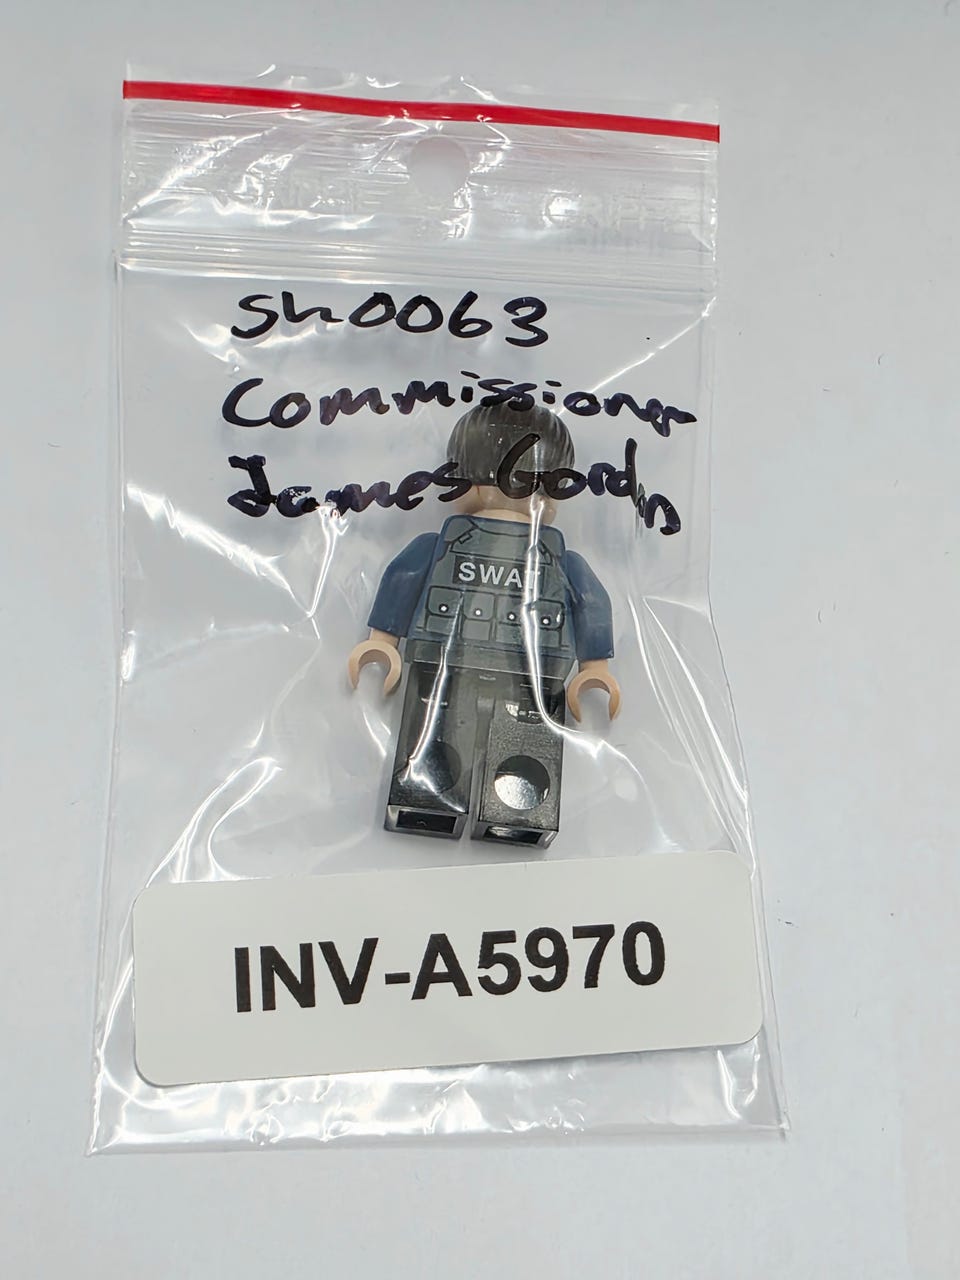 sh0063
Commissioner
James Gordon
SWAT
INV-A5970